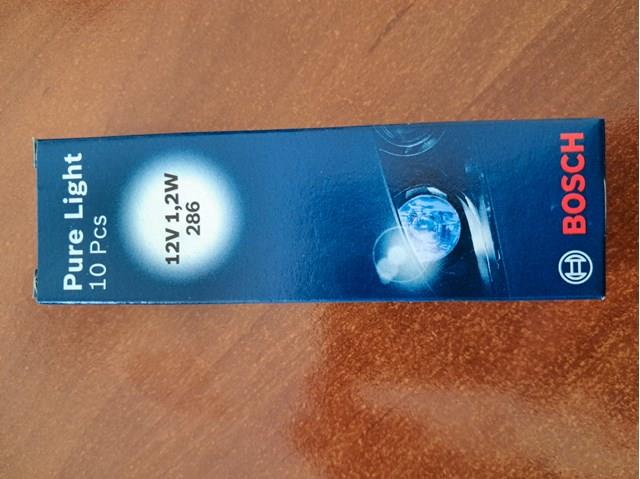 Pure Light
10 Pcs
12V 1,2W
286
BOSCH